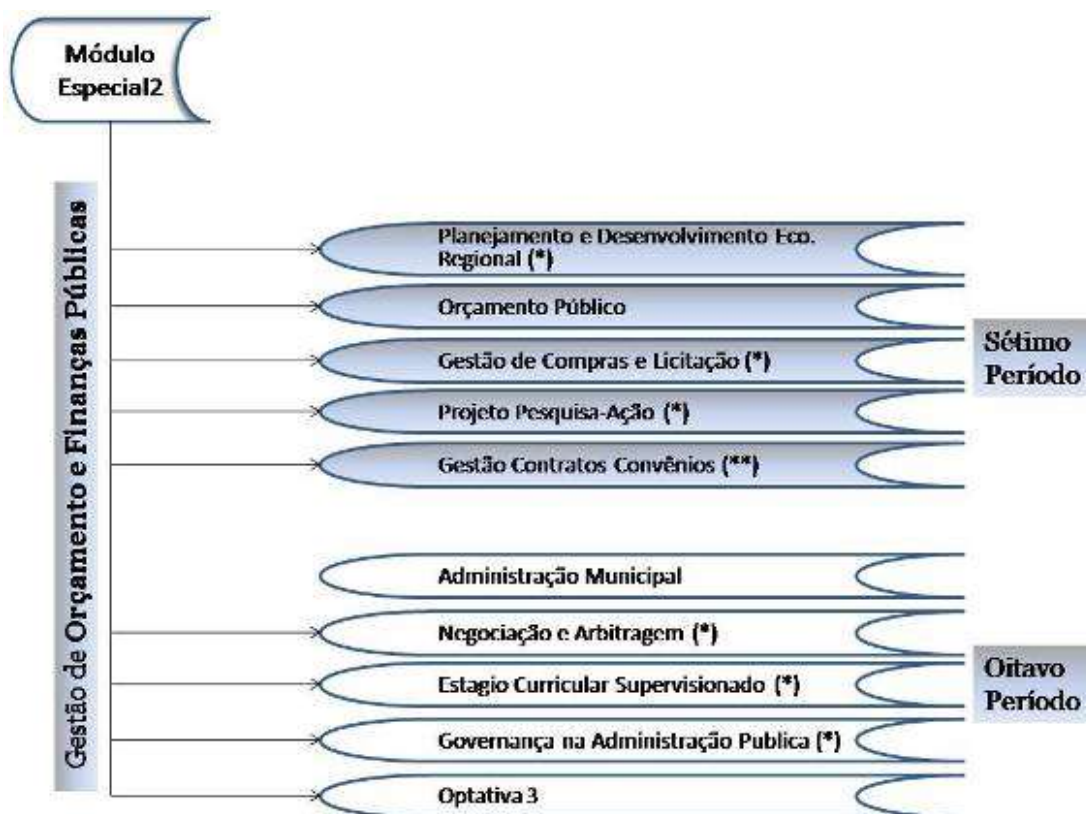 Módulo
Especial2
Gestão de Orçamento e Finanças Públicas
Planejamento e Desenvolvimento Eco.
Regional (*)
Orçamento Público
Gestão de Compras e Licitação (*)
Projeto Pesquisa-Ação (*)
Gestão Contratos Convênios (**)
Sétimo
Período
Administração Municipal
Negociação e Arbitragem (*)
Estagio Curricular Supervisionado (*)
Governança na Administração Publica (*)
Optativa 3
Oitavo
Período